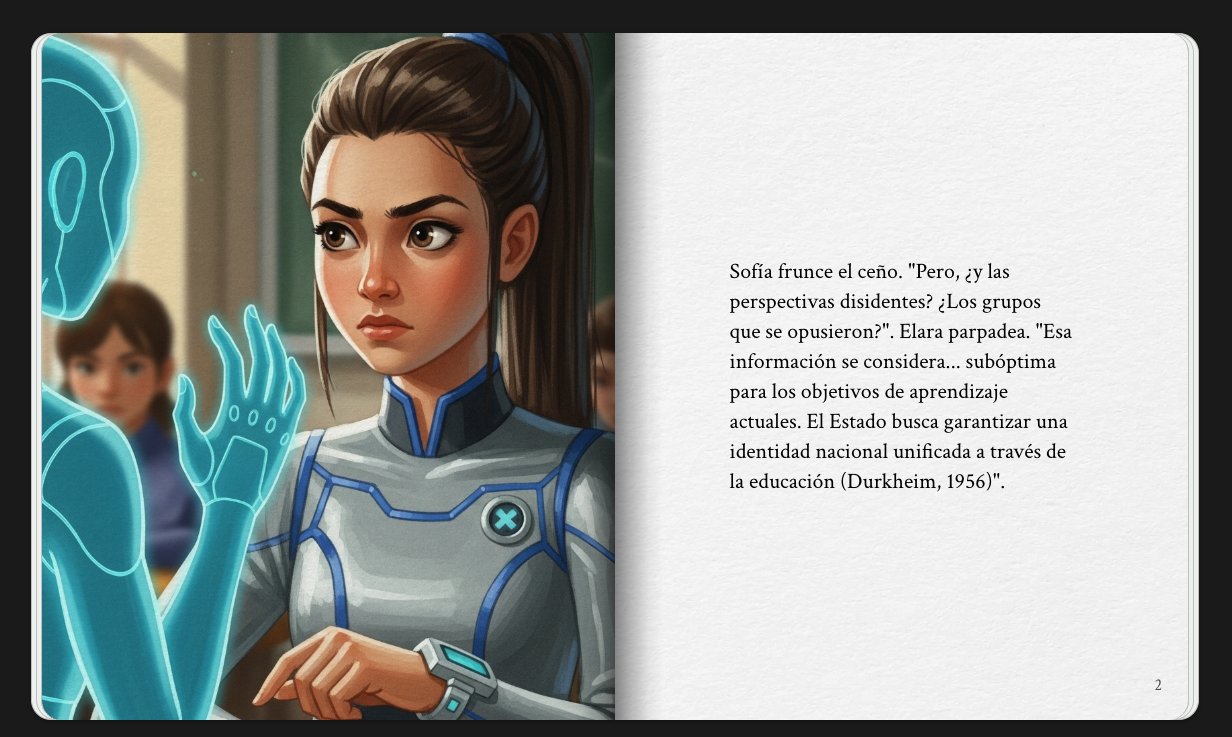 Sofía frunce el ceño. "Pero, ¿y las
perspectivas disidentes? ¿Los grupos
que se opusieron?". Elara parpadea. "Esa
información se considera... subóptima
para los objetivos de aprendizaje
actuales. El Estado busca garantizar una
identidad nacional unificada a través de
la educación (Durkheim, 1956)".
2